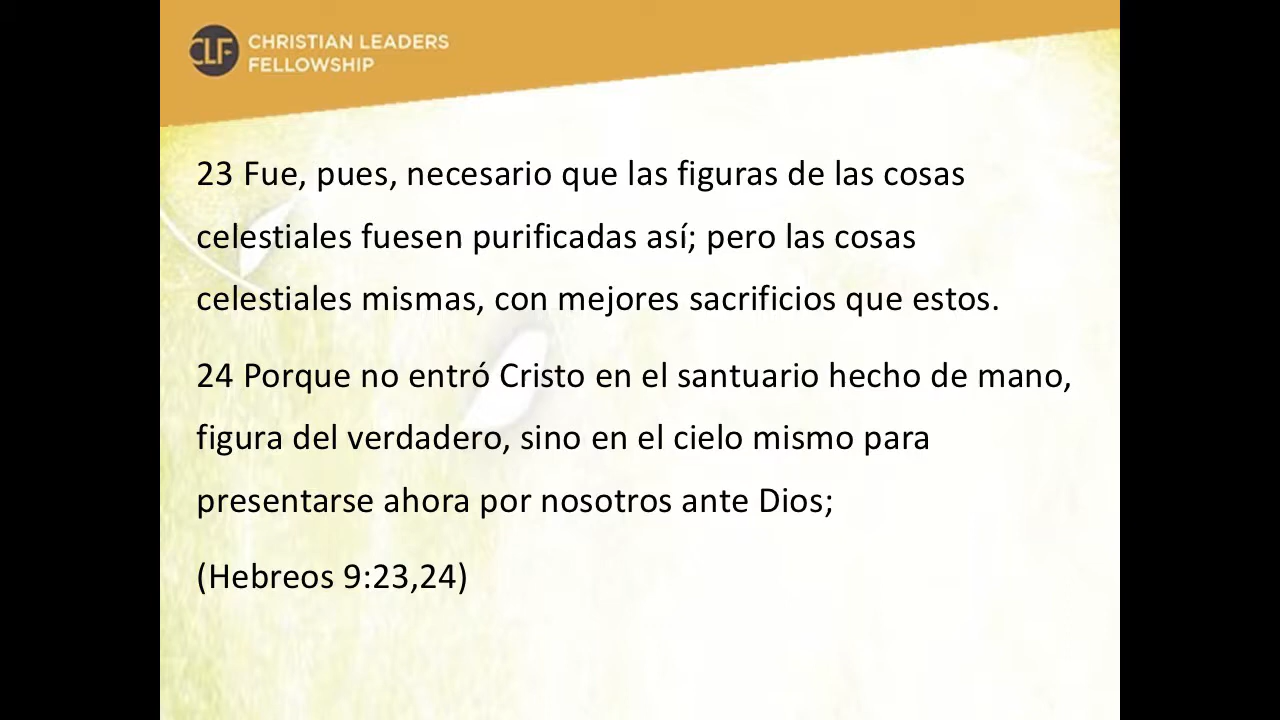 CLF
CHRISTIAN LEADERS
FELLOWSHIP
23 Fue, pues, necesario que las figuras de las cosas
celestiales fuesen purificadas así; pero las cosas
celestiales mismas, con mejores sacrificios que estos.
24 Porque no entró Cristo en el santuario hecho de mano,
figura del verdadero, sino en el cielo mismo para
presentarse ahora por nosotros ante Dios;
(Hebreos 9:23,24)